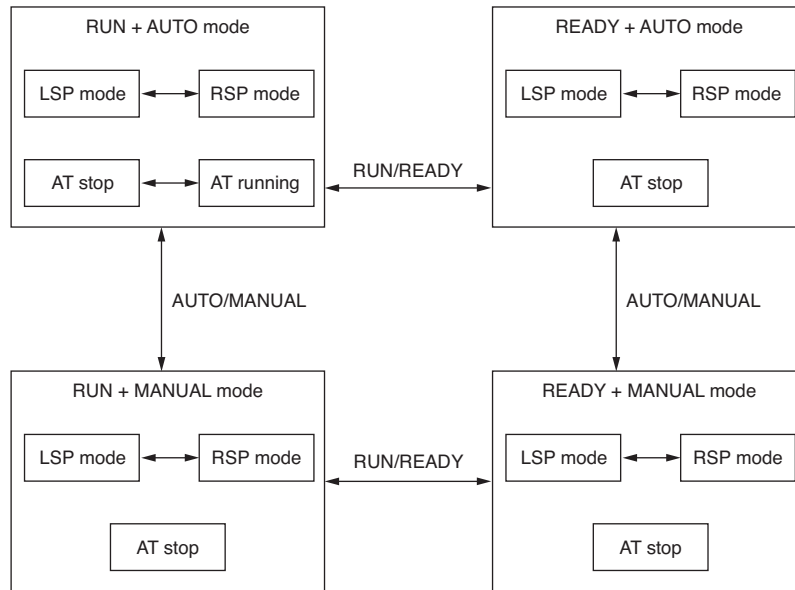 RUN + AUTO mode
LSP mode
RSP mode
AT stop
AT running
RUN/READY
READY + AUTO mode
LSP mode
RSP mode
AT stop
AUTO/MANUAL
AUTO/MANUAL
RUN + MANUAL mode
LSP mode
RSP mode
AT stop
RUN/READY
READY + MANUAL mode
LSP mode
RSP mode
AT stop